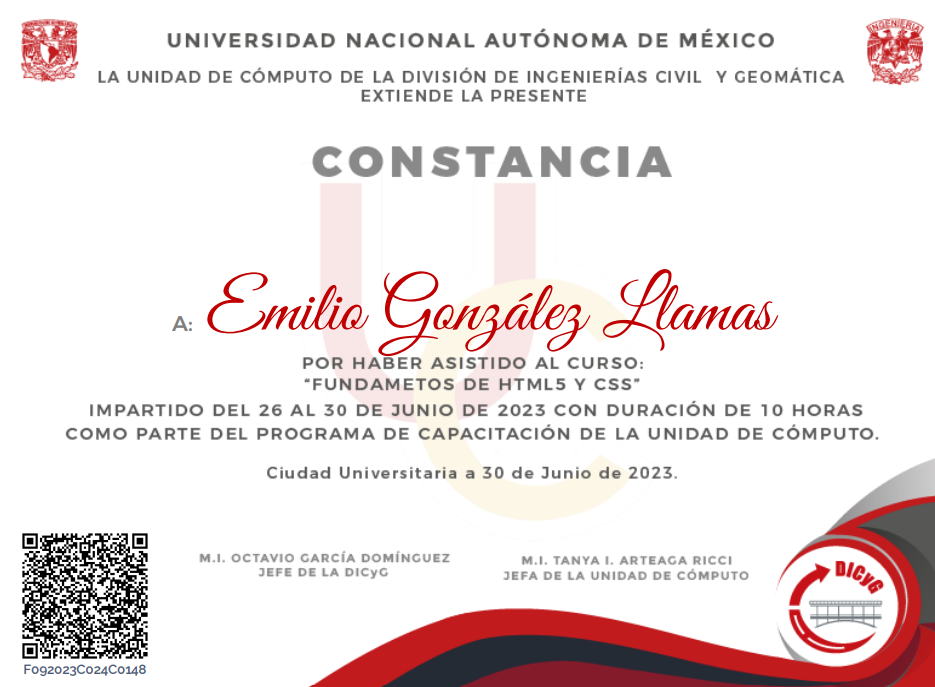 UNIVERSIDAD NACIONAL AUTÓNOMA DE MÉXICO
INGENIERIA
LA UNIDAD DE CÓMPUTO DE LA DIVISIÓN DE INGENIERÍAS CIVIL Y GEOMÁTICA
EXTIENDE LA PRESENTE
CONSTANCIA
UC
A: Emilio González Llamas
POR HABER ASISTIDO AL CURSO:
“FUNDAMETOS DE HTML5 Y CSS”
IMPARTIDO DEL 26 AL 30 DE JUNIO DE 2023 CON DURACIÓN DE 10 HORAS
COMO PARTE DEL PROGRAMA DE CAPACITACIÓN DE LA UNIDAD DE CÓMPUTO.
Ciudad Universitaria a 30 de Junio de 2023.
M.I. OCTAVIO GARCÍA DOMÍNGUEZ
JEFE DE LA DICyG
M.I. TANYA I. ARTEAGA RICCI
JEFA DE LA UNIDAD DE CÓMPUTO
DICyG
F092023C024C0148